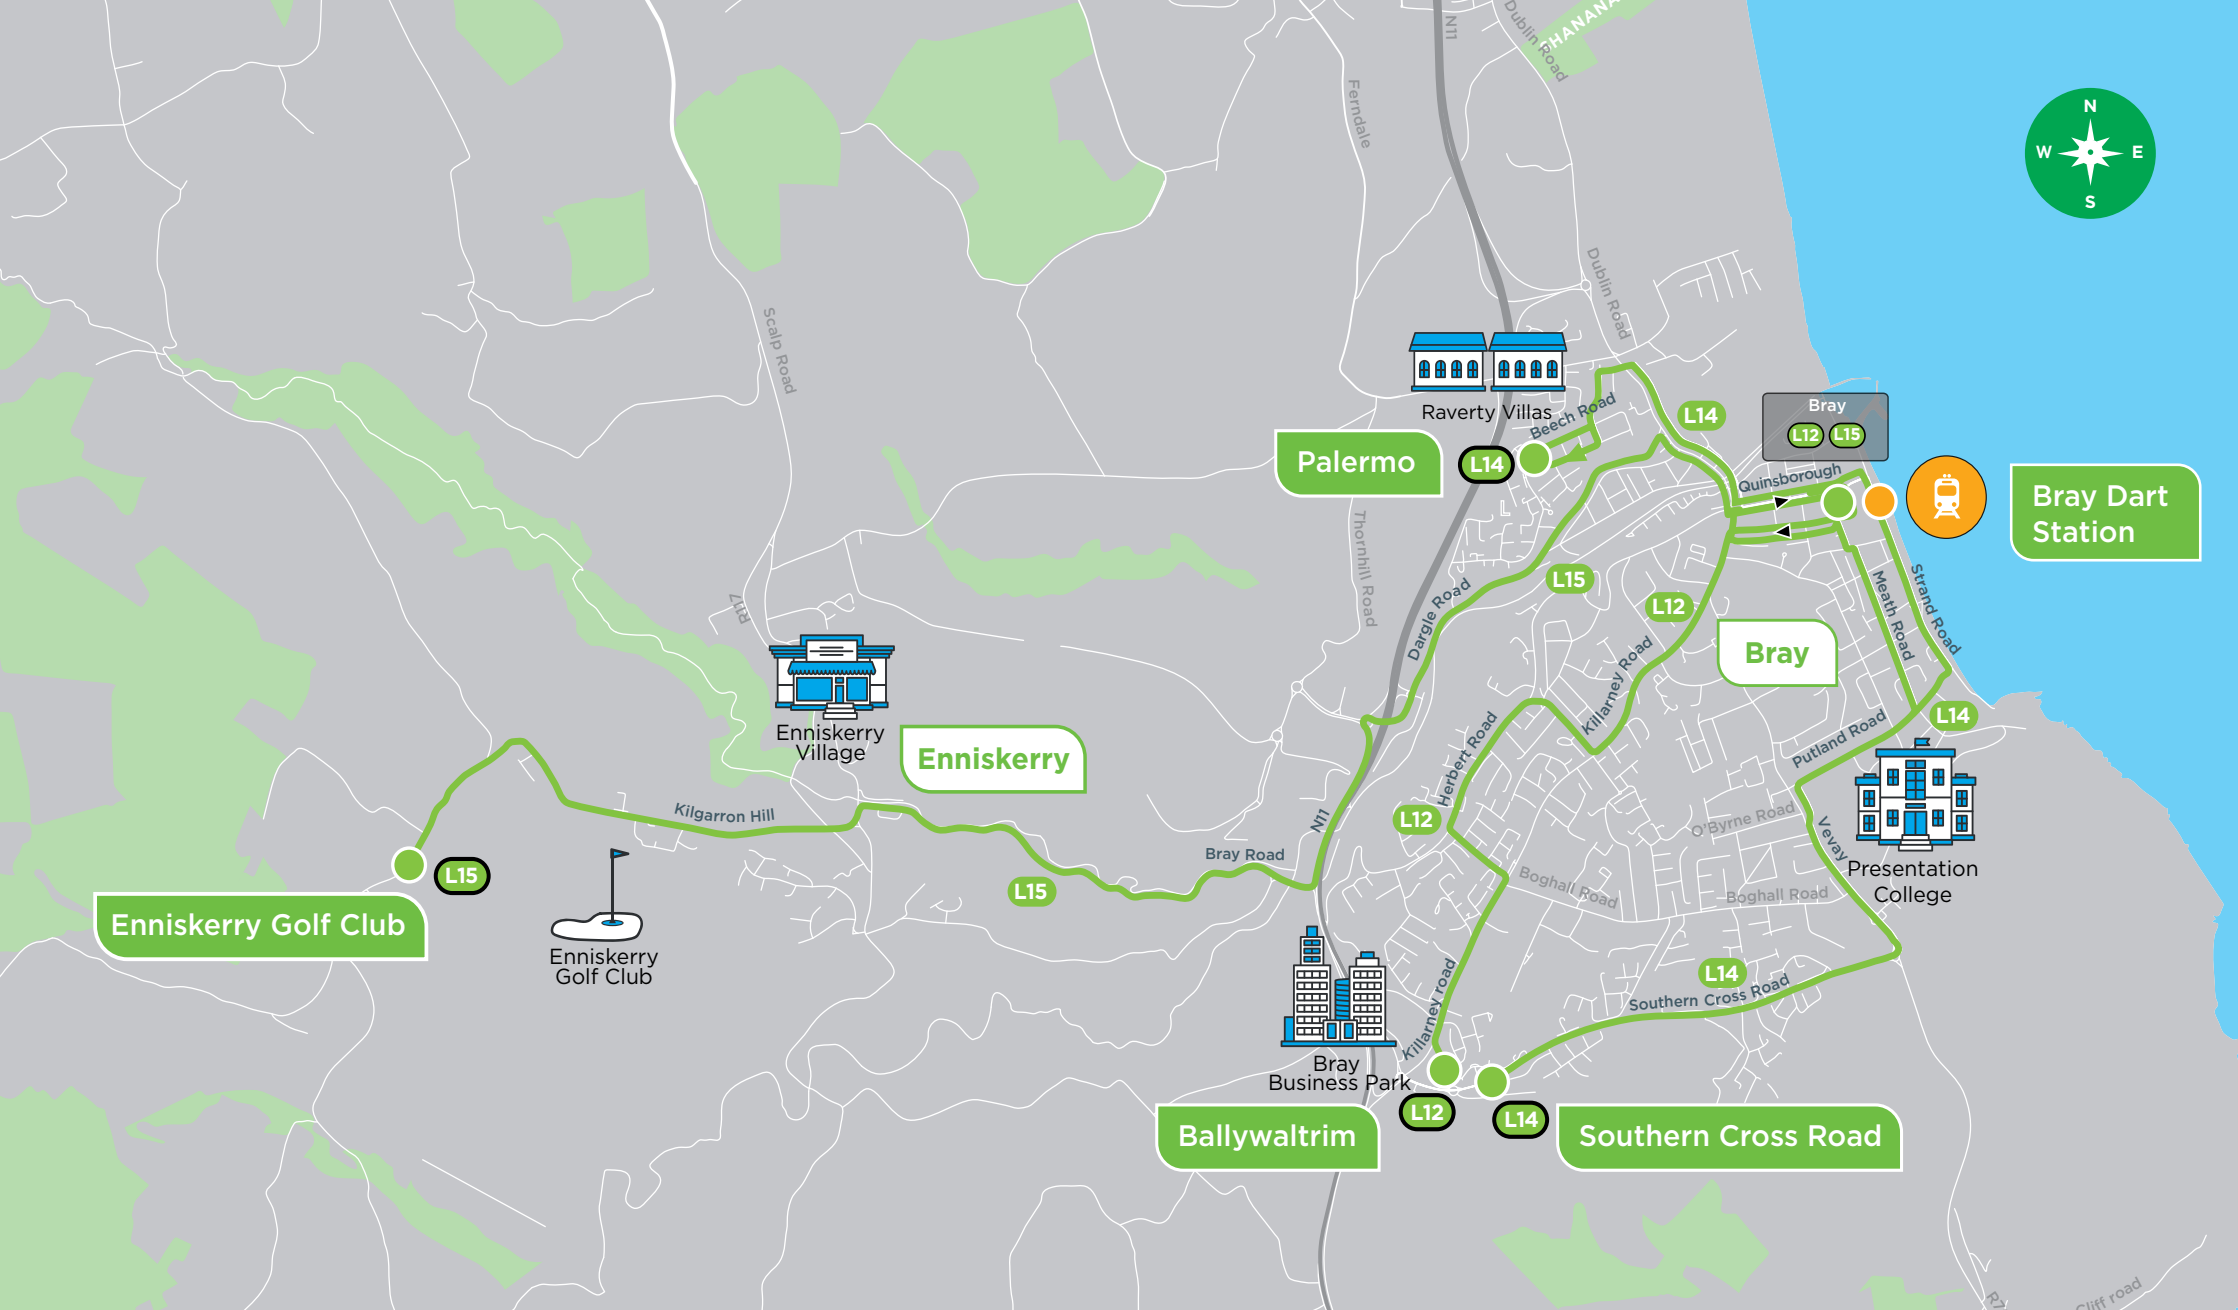 N11
Dublin Road
SHANANA
N
W
E
S
Ferndale
Dublin Road
Scalp Road
Raverty Villas
Beech Road
L14
Bray
L12
L15
Palermo
L14
Quinsborough
Bray Dart
Station
Thornhill Road
R117
Dargle Road
L15
L12
Meath Road
Strand Road
Bray
Killarney Road
Enniskerry
Village
Enniskerry
Herbert Road
L14
Putland Road
Kilgarron Hill
N11
L12
O'Byrne Road
Vevay
Bray Road
L15
L15
Boghall Road
Boghall Road
Presentation
College
Enniskerry Golf Club
Enniskerry
Golf Club
L14
Southern Cross Road
Killarney road
Bray
Business Park
L12
L14
Ballywaltrim
Southern Cross Road
Cliff road